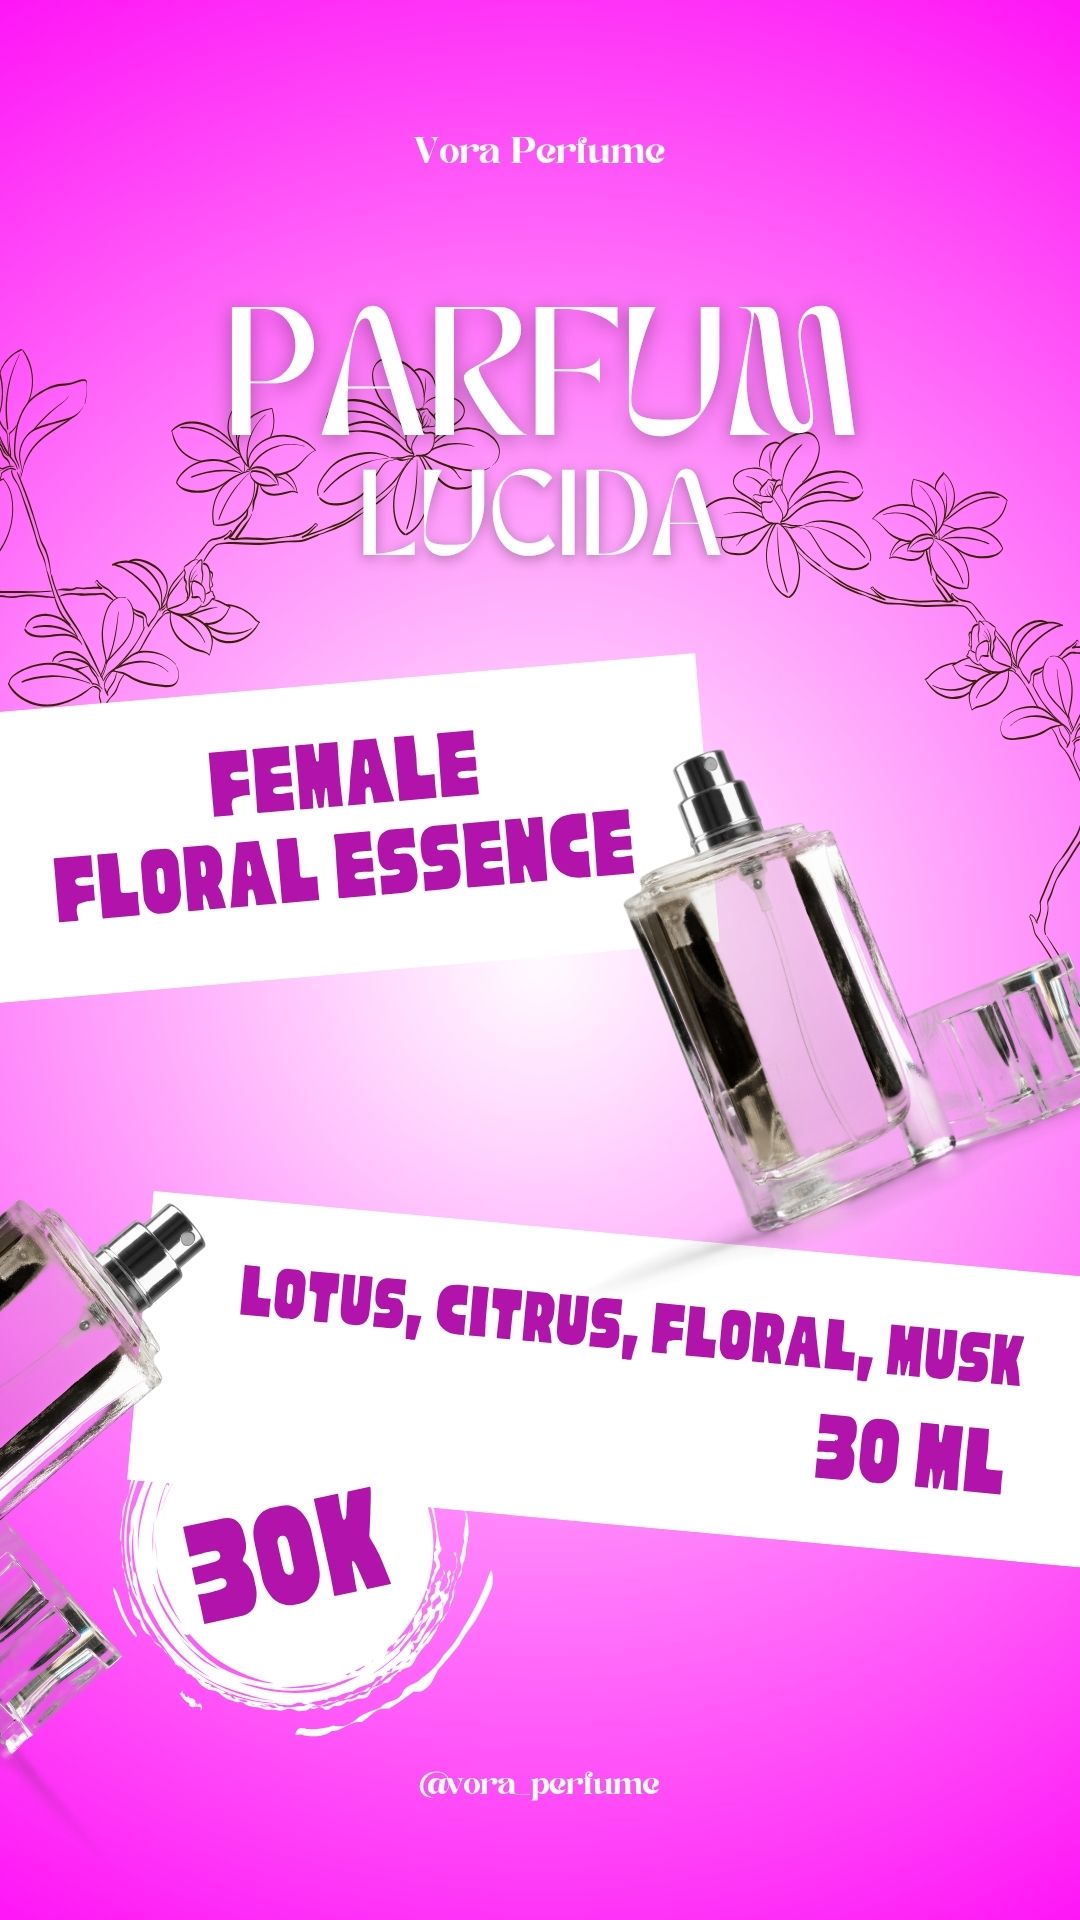 Vora Perfume
PARFUM
LUCIDA
FEMALE
FLORAL ESSENCE
LOTUS, CITRUS, FLORAL, MUSK
30 ML
30K
@vora_perfume